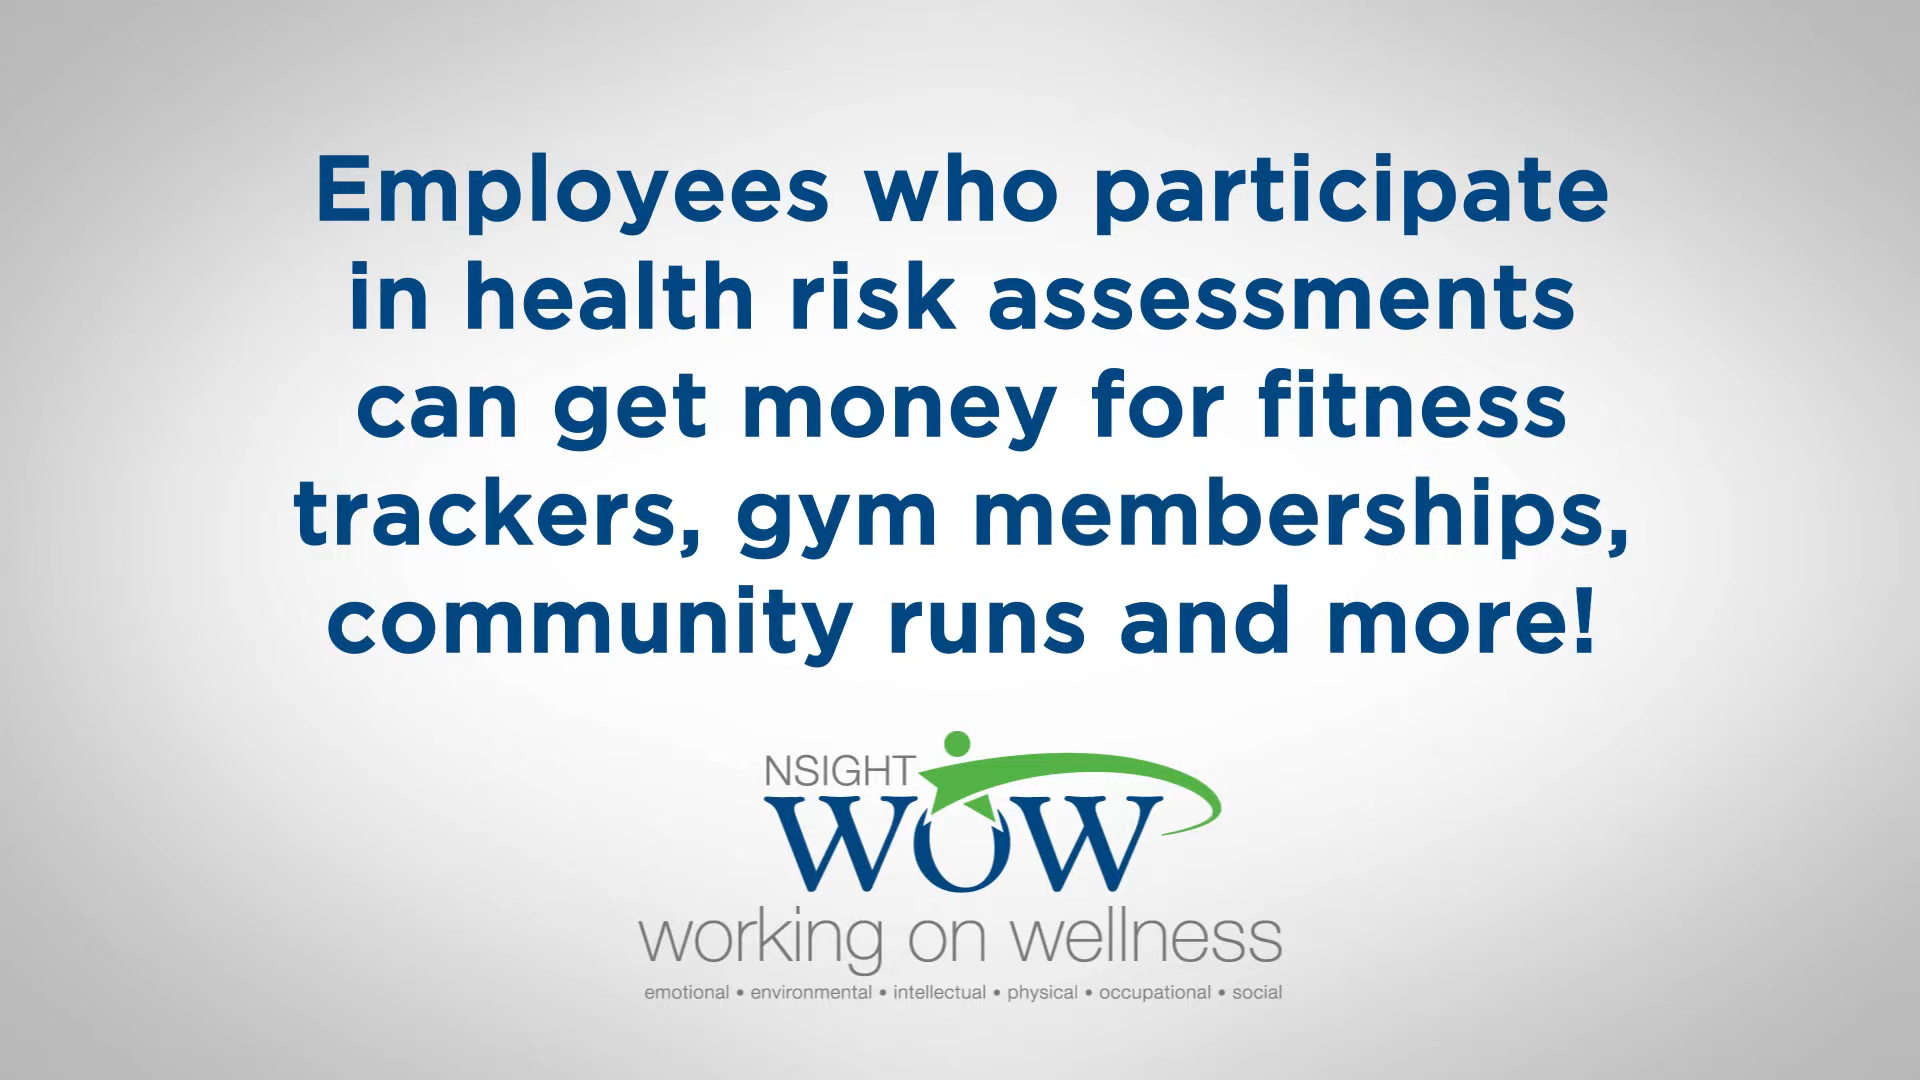 Employees who participate
in health risk assessments
can get money for fitness
trackers, gym memberships,
community runs and more!
NSIGHT
WOW
working on wellness
emotional • environmental • intellectual • physical • occupational • social